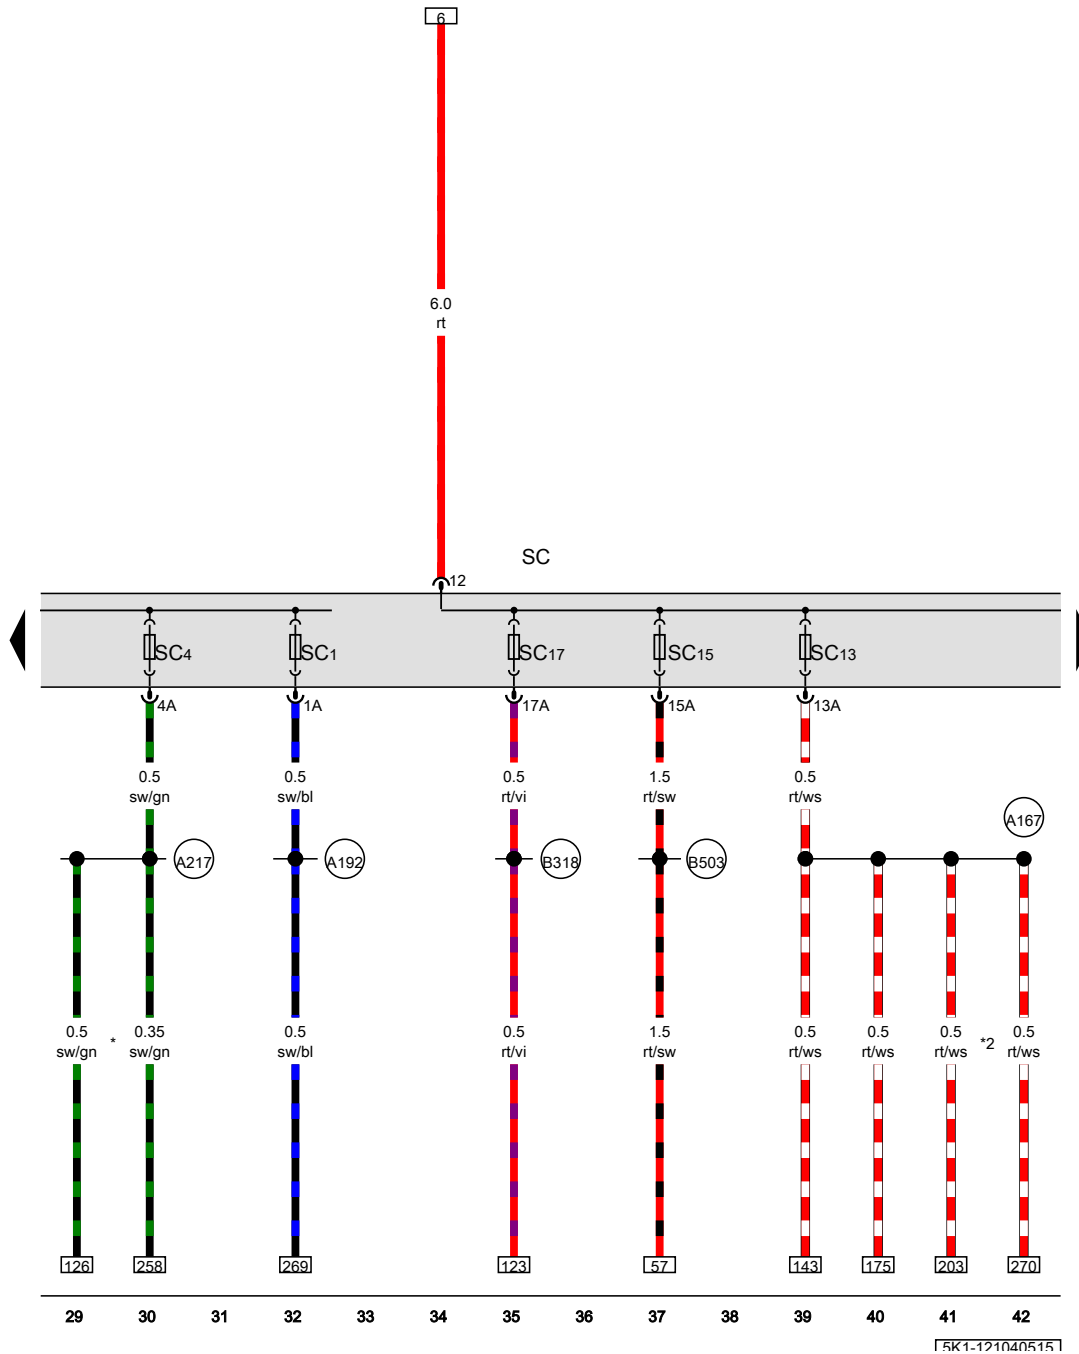 6
6.0
rt
SC
12
SC4 SC1 SC17 SC15 SC13
4A 1A 17A 15A 13A
0.5 0.5 0.5 1.5 0.5
sw/gn sw/bl rt/vi rt/sw rt/ws
A167
A217 A192 B318 B503
0.5 0.35 0.5 0.5 1.5 0.5 0.5 0.5 0.5
sw/gn * sw/gn sw/bl rt/vi rt/sw rt/ws rt/ws rt/ws *2 rt/ws
126 258 269 123 57 143 175 203 270
29 30 31 32 33 34 35 36 37 38 39 40 41 42
5K1-121040515